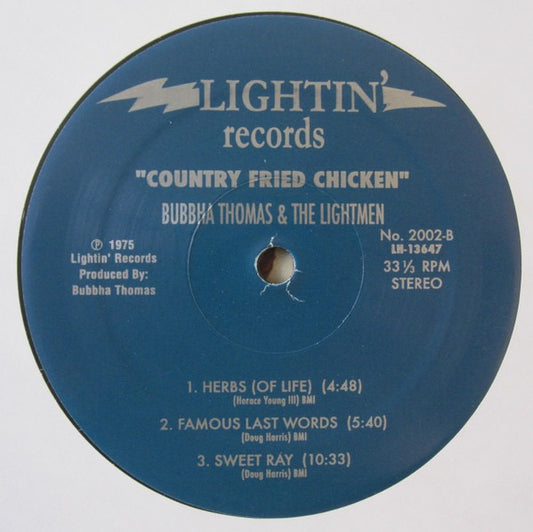 LIGHTIN'
records
"COUNTRY FRIED CHICKEN"
BUBBHA THOMAS & THE LIGHTMEN
℗ 1975
Lightin' Records
Produced By:
Bubbha Thomas
No. 2002-B
LH-13647
33 ⅓ RPM
STEREO
1. HERBS (OF LIFE) (4:48)
(Horace Young III) BMI
2. FAMOUS LAST WORDS (5:40)
(Doug Harris) BMI
3. SWEET RAY (10:33)
(Doug Harris) BMI